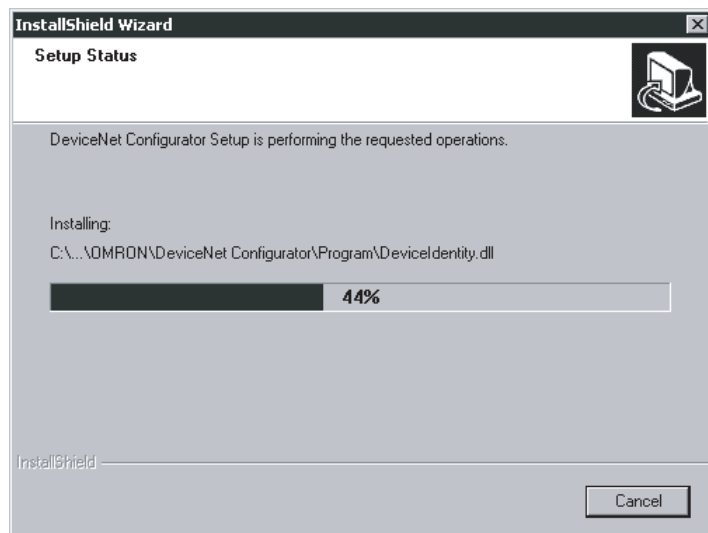 InstallShield Wizard
Setup Status
DeviceNet Configurator Setup is performing the requested operations.
Installing:
C:\...\OMRON\DeviceNet Configurator\Program\DeviceIdentity.dll
44%
InstallShield
Cancel